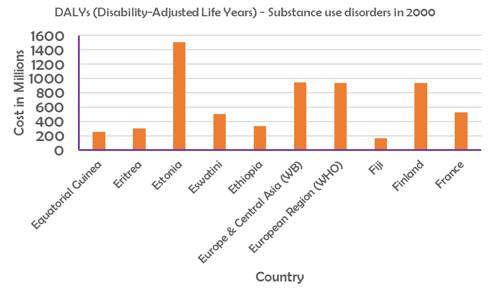 DALYs (Disability-Adjusted Life Years) - Substance use disorders in 2000
Cost in Millions
1600
1400
1200
1000
800
600
400
200
0
Equatorial Guinea
Eritrea
Estonia
Eswatini
Ethiopia
Europe & Central Asia (WB)
European Region (WHO)
Fiji
Finland
France
Country